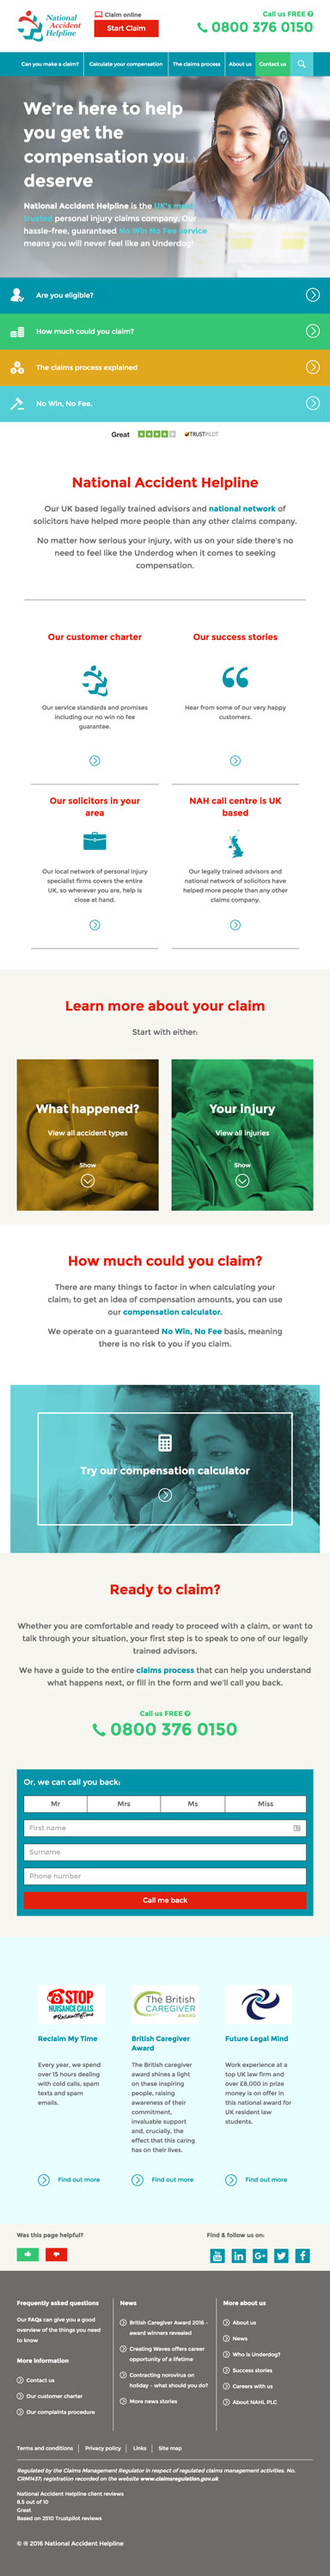 National
Accident
Helpline
Claim online
Start Claim
Call us FREE
0800 376 0150
Can you make a claim?
Calculate your compensation
The claims process
About us
Contact us
We're here to help
you get the
compensation you
deserve
National Accident Helpline is the UK's most
trusted personal injury claims company. Our
hassle-free, guaranteed No Win No Fee service
means you will never feel like an Underdog!
Are you eligible?
How much could you claim?
The claims process explained
No Win, No Fee.
Great
TRUSTPILOT
National Accident Helpline
Our UK based legally trained advisors and national network of
solicitors have helped more people than any other claims company.
No matter how serious your injury, with us on your side there's no
need to feel like the Underdog when it comes to seeking
compensation.
Our customer charter
Our service standards and promises
including our no win no fee
guarantee.
Our success stories
Hear from some of our very happy
customers.
Our solicitors in your
area
Our local network of personal injury
specialist firms covers the entire
UK, so wherever you are, help is
close at hand.
NAH call centre is UK
based
Our legally trained advisors and
national network of solicitors have
helped more people than any other
claims company.
Learn more about your claim
Start with either:
What happened?
View all accident types
Show
Your injury
View all injuries
Show
How much could you claim?
There are many things to factor in when calculating your
claim; to get an idea of compensation amounts, you can use
our compensation calculator.
We operate on a guaranteed No Win, No Fee basis, meaning
there is no risk to you if you claim.
Try our compensation calculator
Ready to claim?
Whether you are comfortable and ready to proceed with a claim, or want to
talk through your situation, your first step is to speak to one of our legally
trained advisors.
We have a guide to the entire claims process that can help you understand
what happens next, or fill in the form and we'll call you back.
Call us FREE
0800 376 0150
Or, we can call you back:
Mr
Mrs
Ms
Miss
First name
Surname
Phone number
Call me back
STOP
NUISANCE CALLS
#ReclaimMyTime
Reclaim My Time
Every year, we spend
over 15 hours dealing
with cold calls, spam
texts and spam
emails.
Find out more
The British
CAREGIVER
AWARD
British Caregiver
Award
The British caregiver
award shines a light
on these inspiring
people, raising
awareness of their
commitment,
invaluable support
and, crucially, the
effect that this caring
has on their lives.
Find out more
Future Legal Mind
Work experience at a
top UK law firm and
over £8,000 in prize
money is on offer in
this national award for
UK resident law
students.
Find out more
Was this page helpful?
Find & follow us on:
You
Tube
in
G+
f
Frequently asked questions
Our FAQs can give you a good
overview of the things you need
to know
More information
Contact us
Our customer charter
Our complaints procedure
News
British Caregiver Award 2016 -
award winners revealed
Creating Waves offers career
opportunity of a lifetime
Contracting norovirus on
holiday - what should you do?
More news stories
More about us
About us
News
Who is Underdog?
Success stories
Careers with us
About NAHL PLC
Terms and conditions
Privacy policy
Links
Site map
Regulated by the Claims Management Regulator in respect of regulated claims management activities. No.
CRM1437; registration recorded on the website www.claimsregulation.gov.uk
National Accident Helpline client reviews
8.5 out of 10
Great
Based on 2510 Trustpilot reviews
© ® 2016 National Accident Helpline